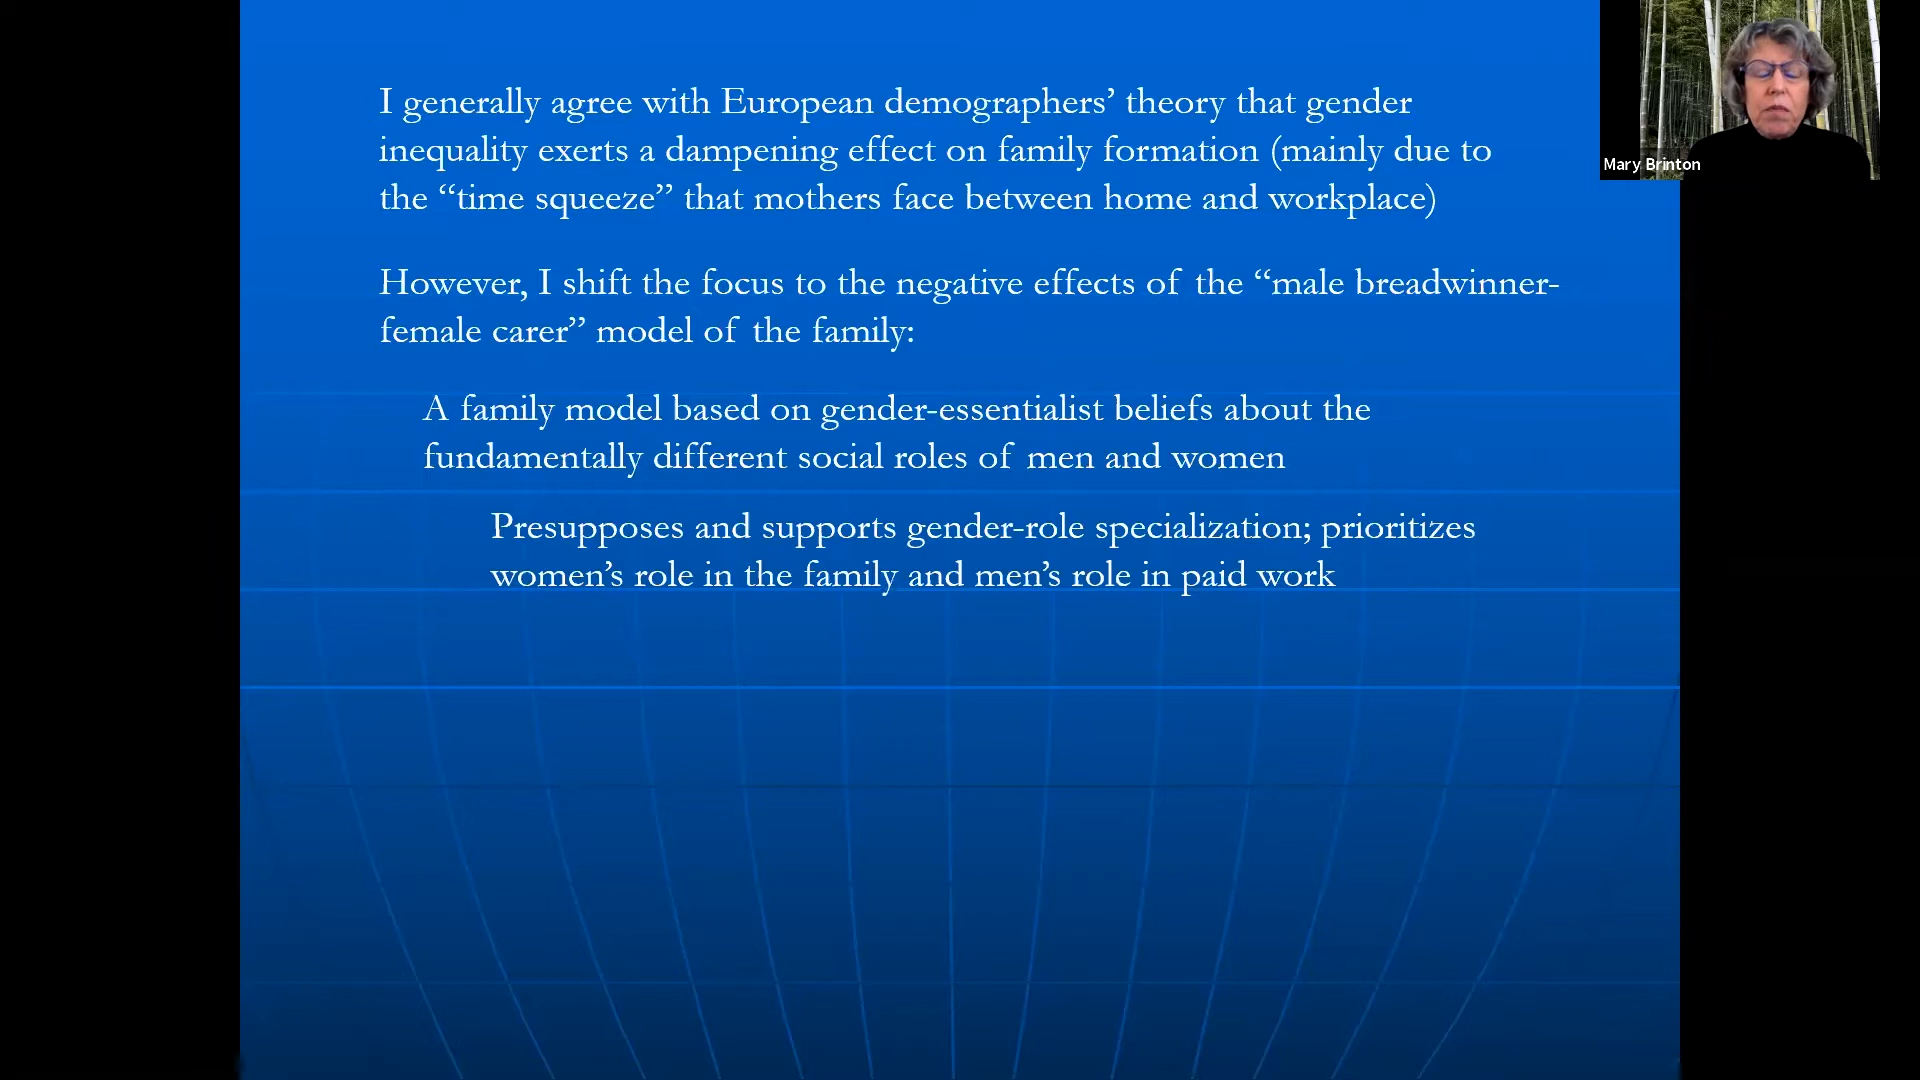 I generally agree with European demographers’ theory that gender
inequality exerts a dampening effect on family formation (mainly due to
the “time squeeze” that mothers face between home and workplace)
However, I shift the focus to the negative effects of the “male breadwinner-
female carer” model of the family:
A family model based on gender-essentialist beliefs about the
fundamentally different social roles of men and women
Presupposes and supports gender-role specialization; prioritizes
women’s role in the family and men’s role in paid work
Mary Brinton